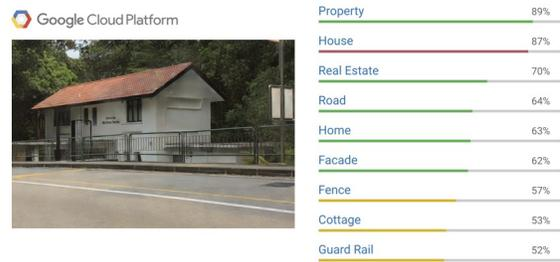 Google Cloud Platform
Property 89%
House 87%
Real Estate 70%
Road 64%
Home 63%
Facade 62%
Fence 57%
Cottage 53%
Guard Rail 52%